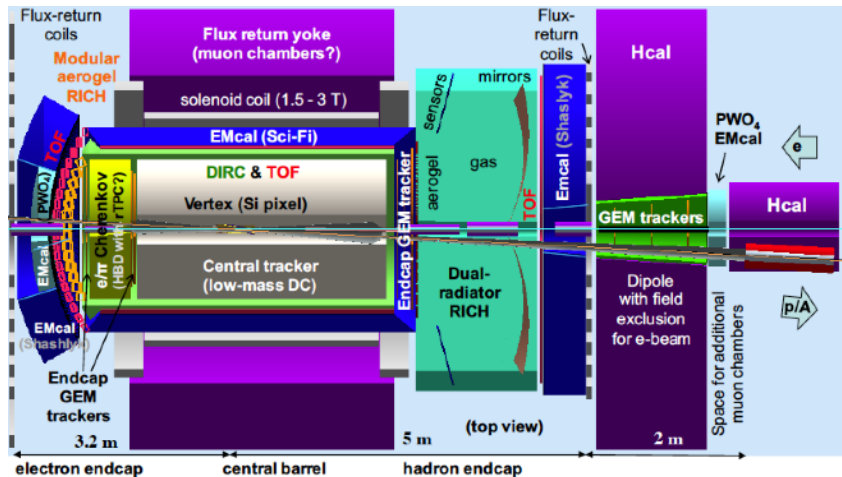 Flux-return
coils
Modular
aerogel
RICH
TOF
(PWO₄)
EMcal
EMcal
(Shashlyk)
Endcap
GEM
trackers
e/π Cherenkov
(HBD with rTPC?)
Flux return yoke
(muon chambers?)
solenoid coil (1.5 - 3 T)
EMcal (Sci-Fi)
DIRC & TOF
Vertex (Si pixel)
Central tracker
(low-mass DC)
Endcap GEM tracker
sensors
mirrors
aerogel
gas
TOF
Dual-
radiator
RICH
Flux-
return
coils
Emcal (Shaslyk)
Hcal
GEM trackers
Dipole
with field
exclusion
for e-beam
PWO₄
EMcal
e
Hcal
p/A
Space for additional
muon chambers
(top view)
3.2 m
5 m
2 m
electron endcap
central barrel
hadron endcap